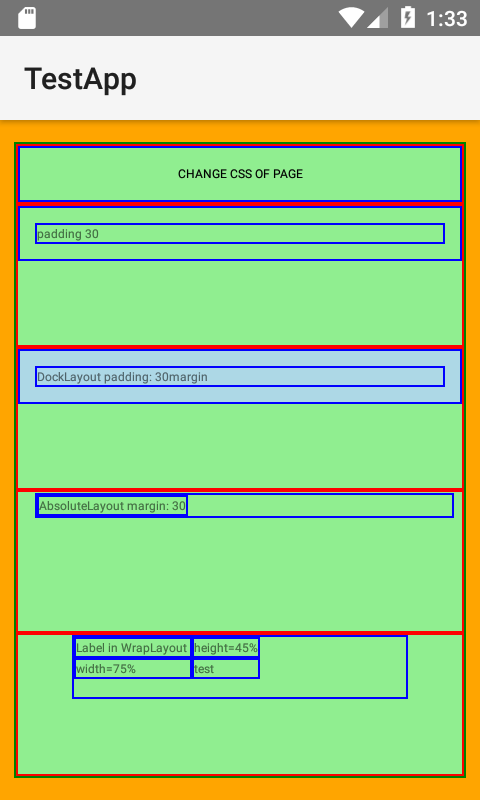 1:33
TestApp
CHANGE CSS OF PAGE
padding 30
DockLayout padding: 30margin
AbsoluteLayout margin: 30
Label in WrapLayout height=45%
width=75% test